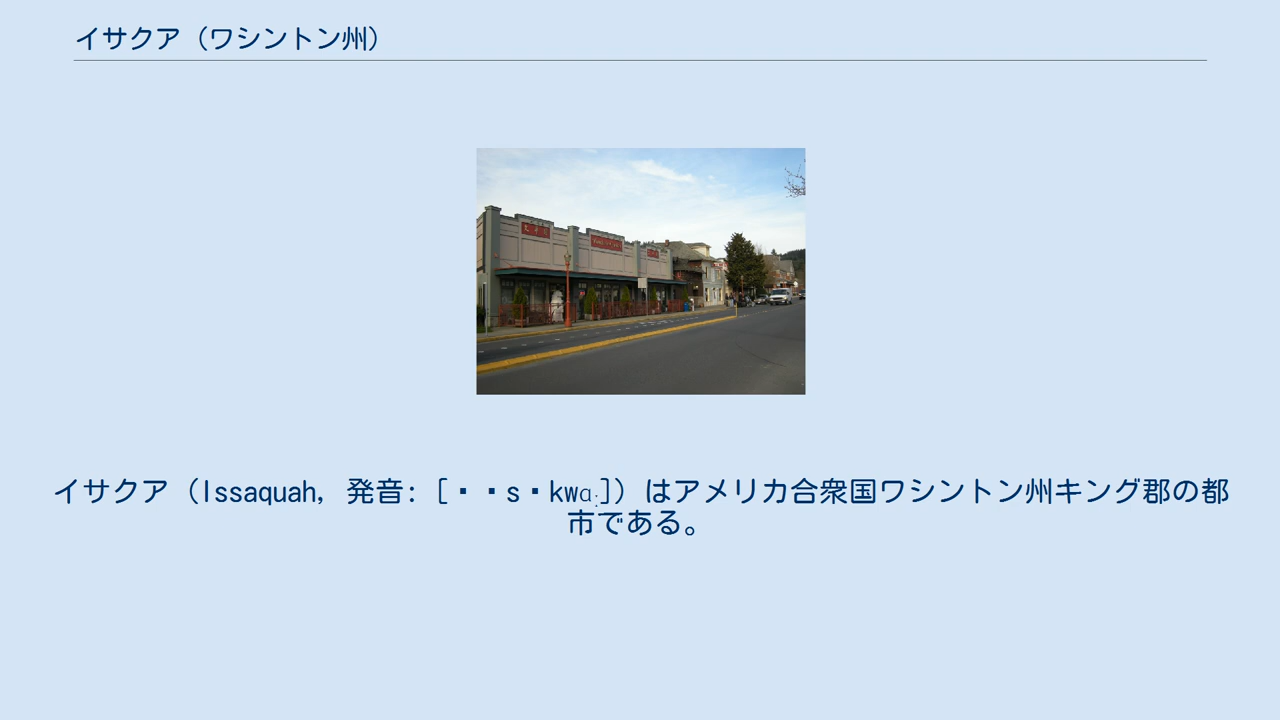 イサクア（ワシントン州）
イサクア（Issaquah, 発音: [▪▪s▪kwɑː]）はアメリカ合衆国ワシントン州キング郡の都
市である。